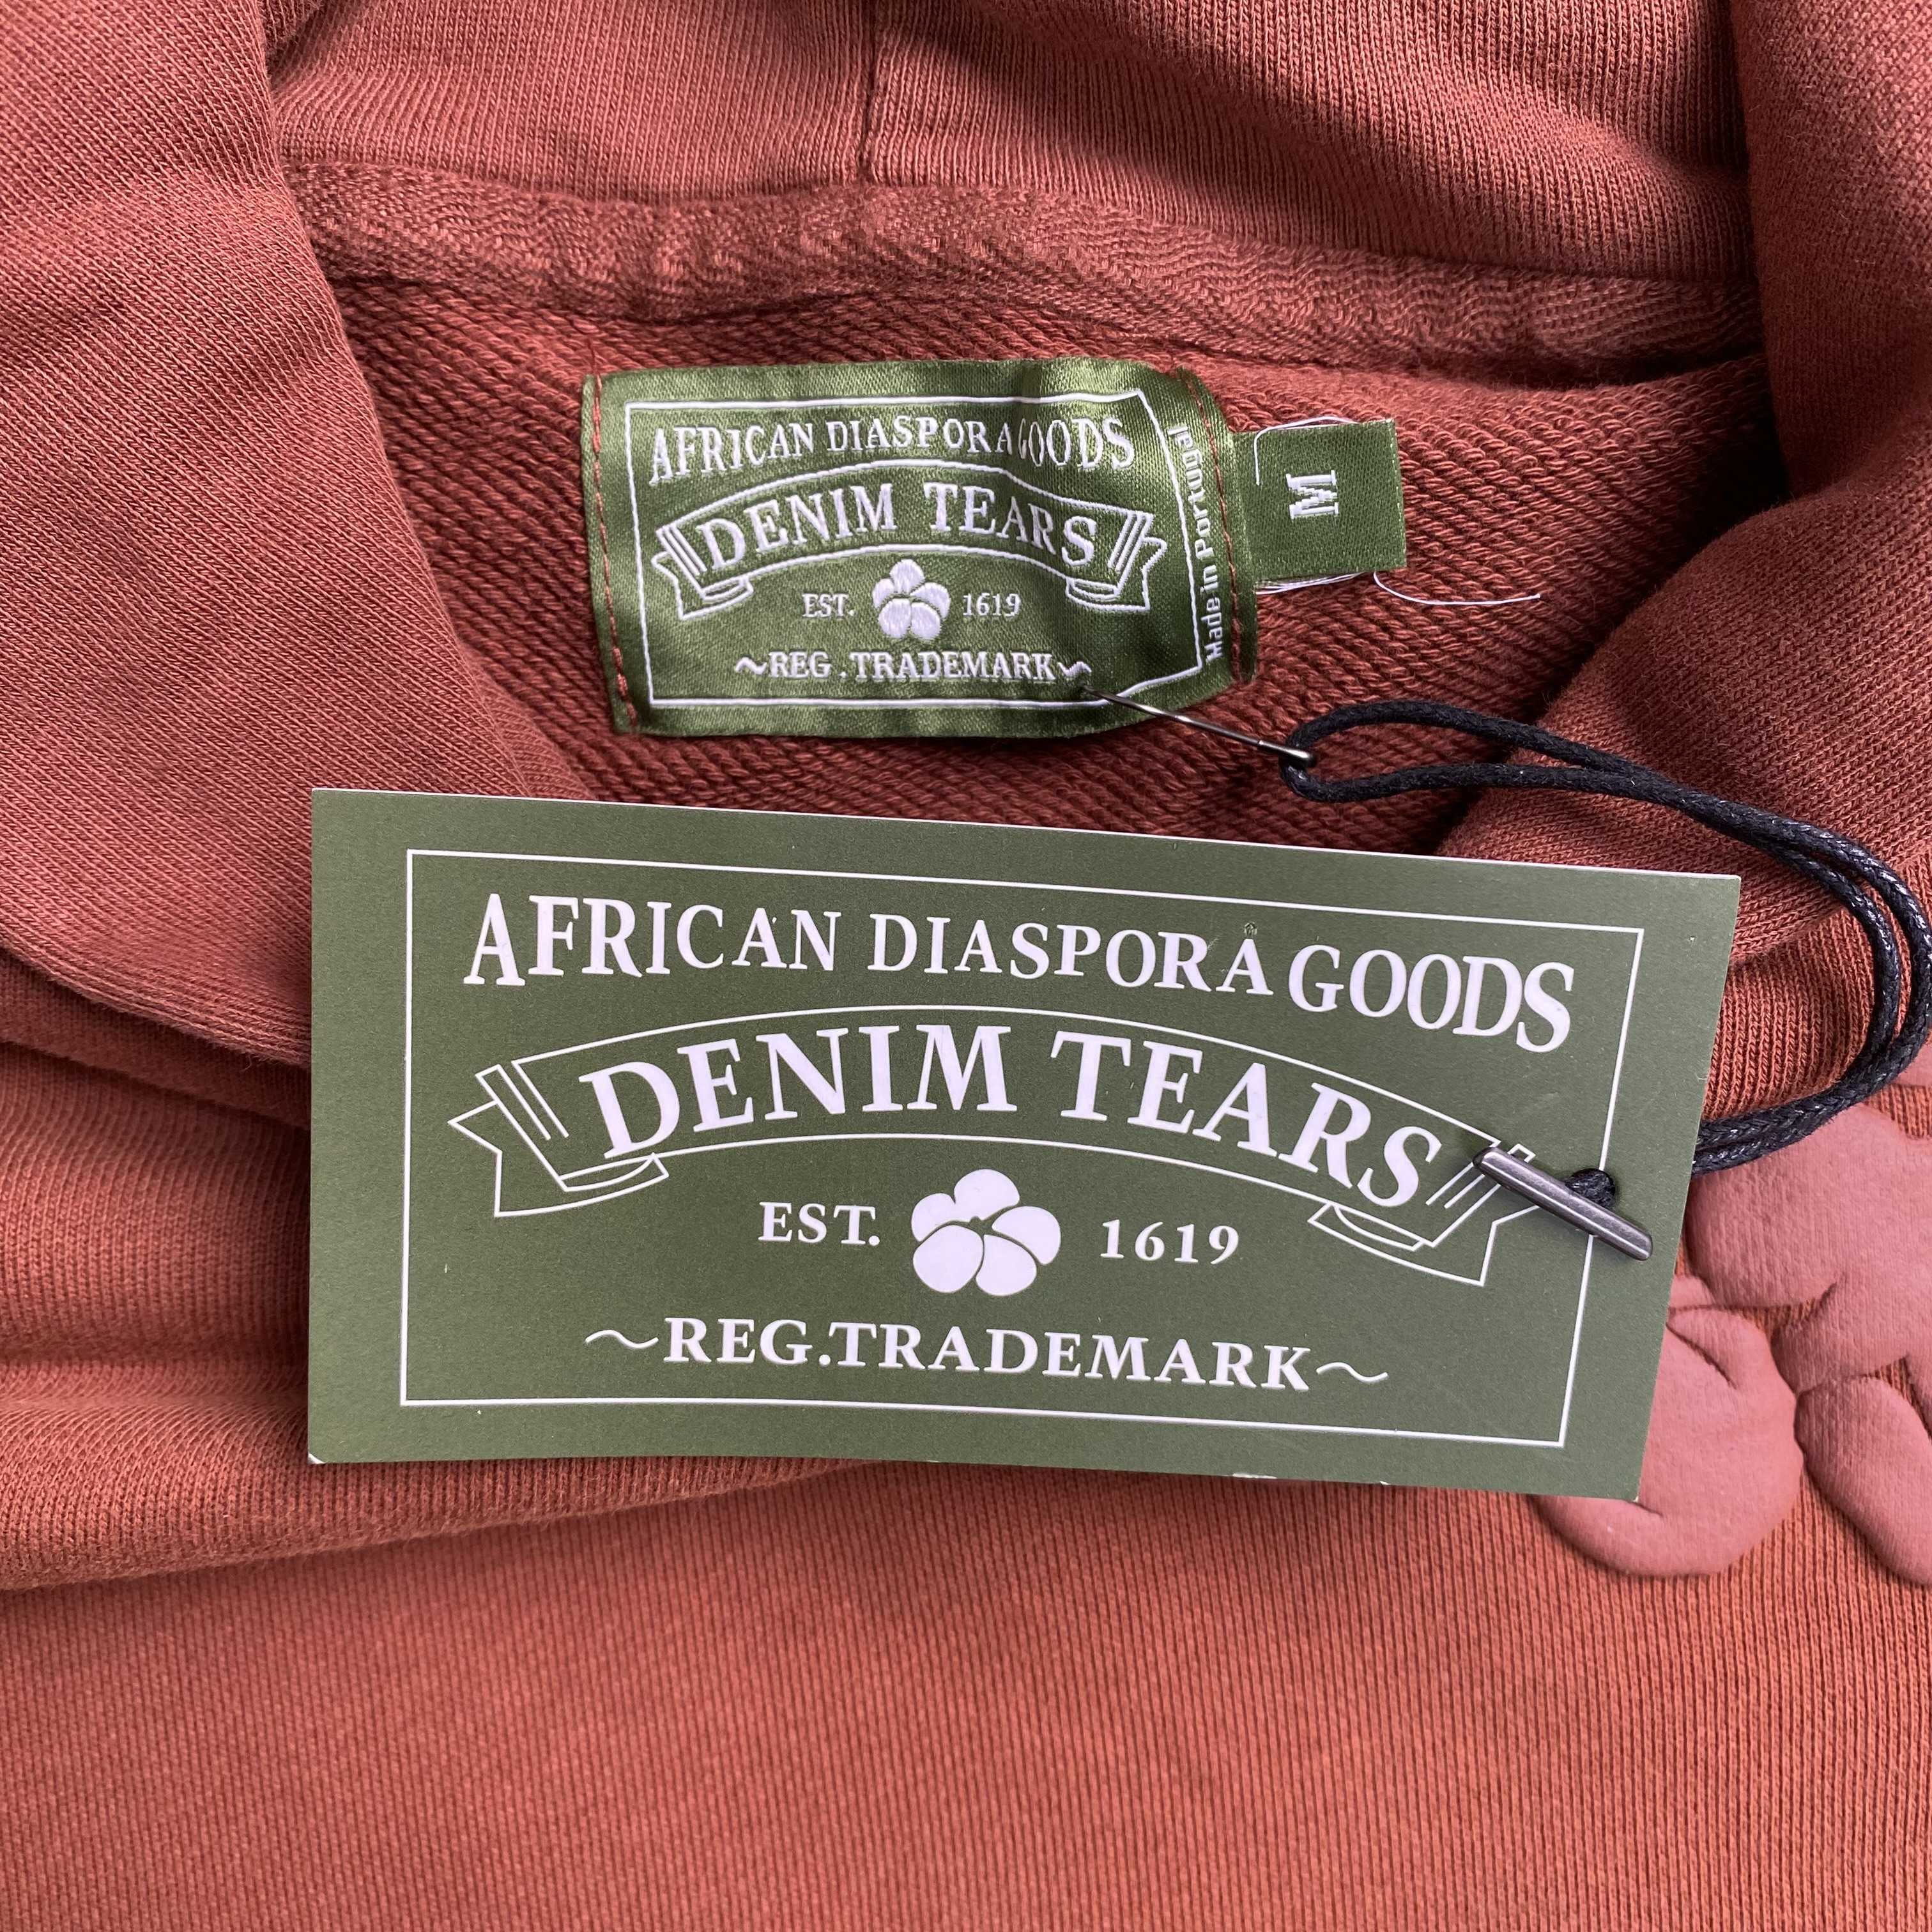 AFRICAN DIASPORA GOODS
DENIM TEARS
EST. 1619
~REG.TRADEMARK~
Made in Portugal
M
AFRICAN DIASPORA GOODS
DENIM TEARS
EST. 1619
~REG.TRADEMARK~